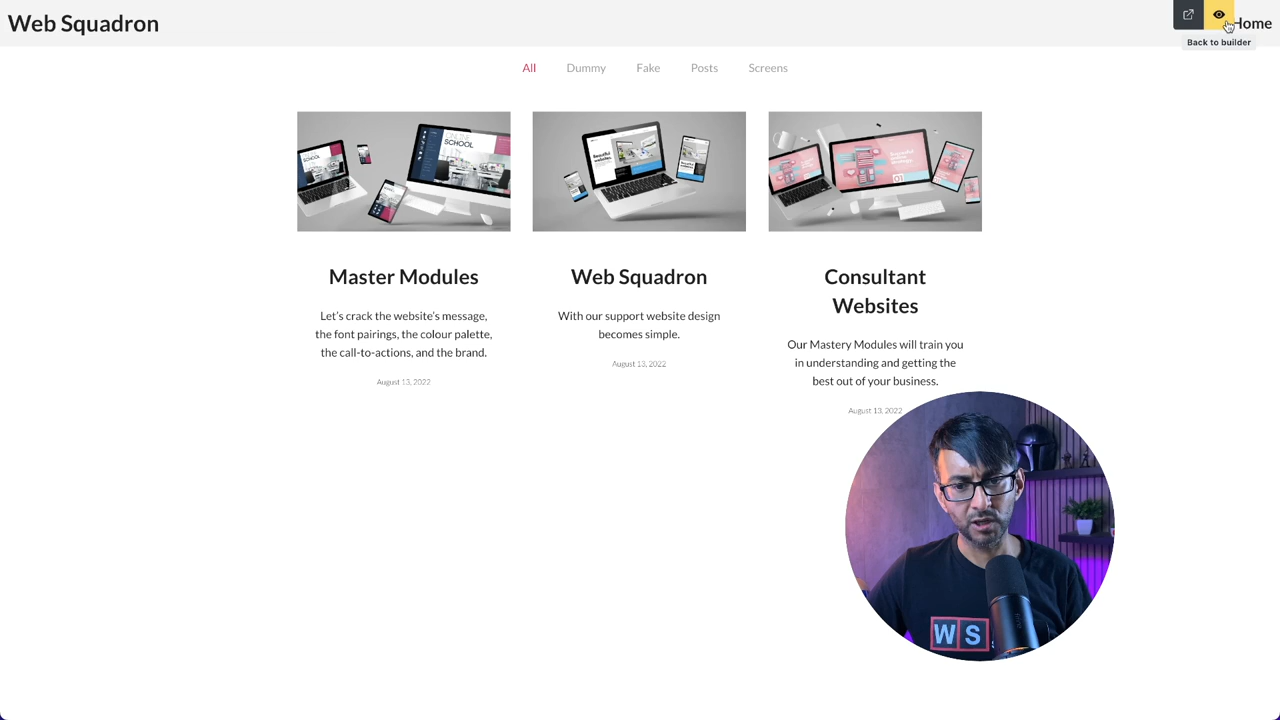 Web Squadron
Home
Back to builder
All
Dummy
Fake
Posts
Screens
ONLINE
SCHOOL
Master Modules
Let's crack the website's message,
the font pairings, the colour palette,
the call-to-actions, and the brand.
August 13, 2022
Web Squadron
With our support website design
becomes simple.
August 13, 2022
01
Consultant
Websites
Our Mastery Modules will train you
in understanding and getting the
best out of your business.
August 13, 2022
WS